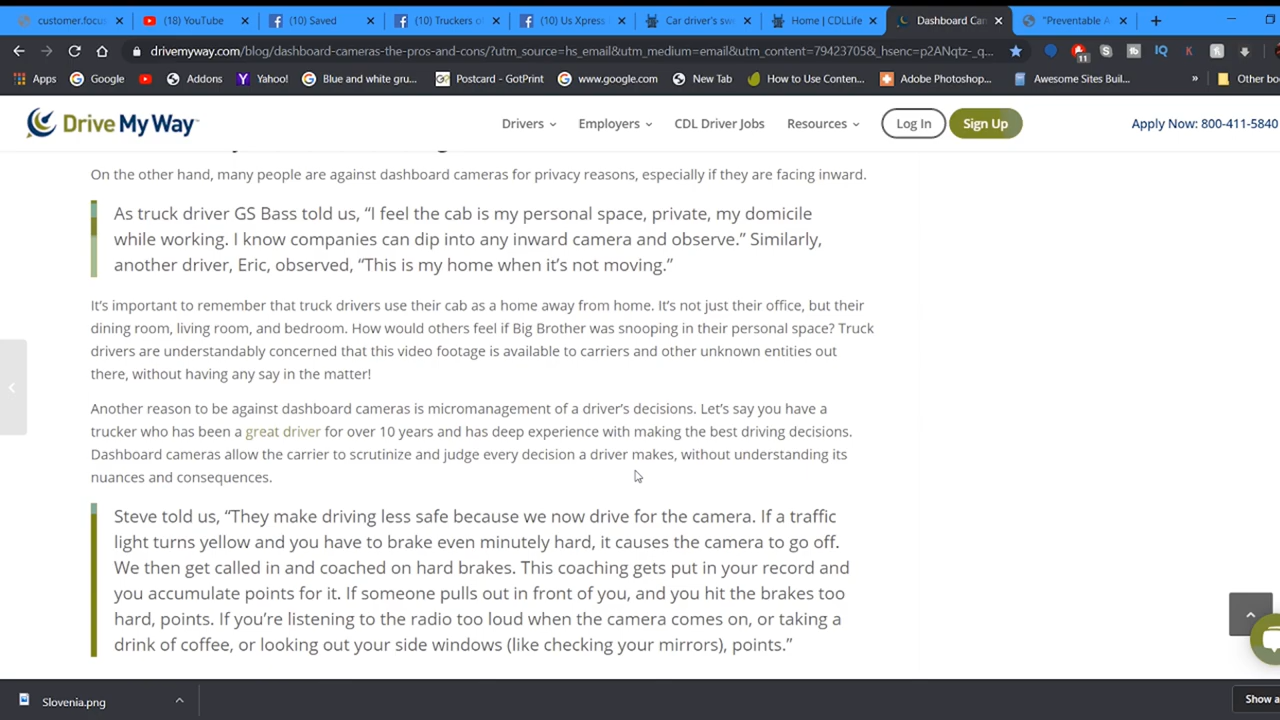 customer.focus
(18) YouTube
(10) Saved
(10) Truckers o
(10) Us Xpress
Car driver's sw
Home | CDLLife
Dashboard Ca
"Preventable A
drivemyway.com/blog/dashboard-cameras-the-pros-and-cons/?utm_source=hs_email&utm_medium=email&utm_content=79423705&_hsenc=p2ANqtz-_q...
11
Apps
Google
Addons
Yahoo!
Blue and white gru...
Postcard - GotPrint
www.google.com
New Tab
How to Use Conten...
Adobe Photoshop...
Awesome Sites Buil...
»
Other bo
Drive My Way
Drivers
Employers
CDL Driver Jobs
Resources
Log In
Sign Up
Apply Now: 800-411-5840
On the other hand, many people are against dashboard cameras for privacy reasons, especially if they are facing inward.
As truck driver GS Bass told us, “I feel the cab is my personal space, private, my domicile
while working. I know companies can dip into any inward camera and observe.” Similarly,
another driver, Eric, observed, “This is my home when it’s not moving.”
It’s important to remember that truck drivers use their cab as a home away from home. It’s not just their office, but their
dining room, living room, and bedroom. How would others feel if Big Brother was snooping in their personal space? Truck
drivers are understandably concerned that this video footage is available to carriers and other unknown entities out
there, without having any say in the matter!
Another reason to be against dashboard cameras is micromanagement of a driver’s decisions. Let’s say you have a
trucker who has been a great driver for over 10 years and has deep experience with making the best driving decisions.
Dashboard cameras allow the carrier to scrutinize and judge every decision a driver makes, without understanding its
nuances and consequences.
Steve told us, “They make driving less safe because we now drive for the camera. If a traffic
light turns yellow and you have to brake even minutely hard, it causes the camera to go off.
We then get called in and coached on hard brakes. This coaching gets put in your record and
you accumulate points for it. If someone pulls out in front of you, and you hit the brakes too
hard, points. If you’re listening to the radio too loud when the camera comes on, or taking a
drink of coffee, or looking out your side windows (like checking your mirrors), points.”
Slovenia.png
Show a